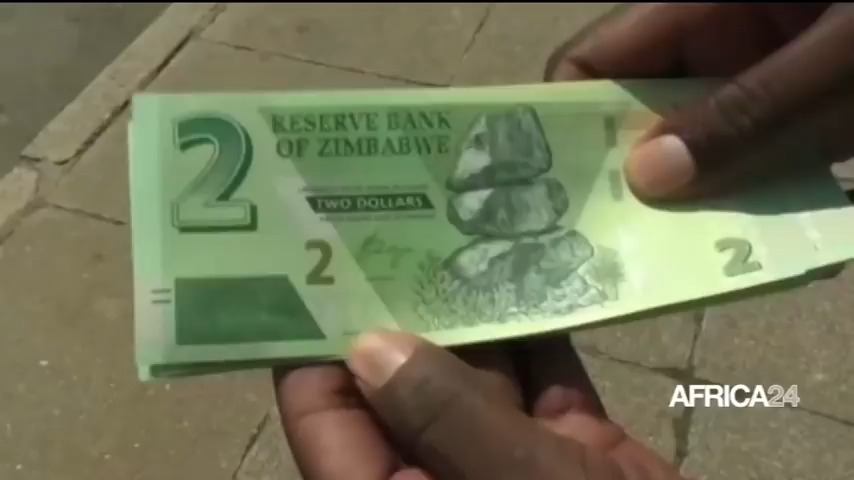 2
RESERVE BANK
OF ZIMBABWE
TWO DOLLARS
2
2
AFRICA24